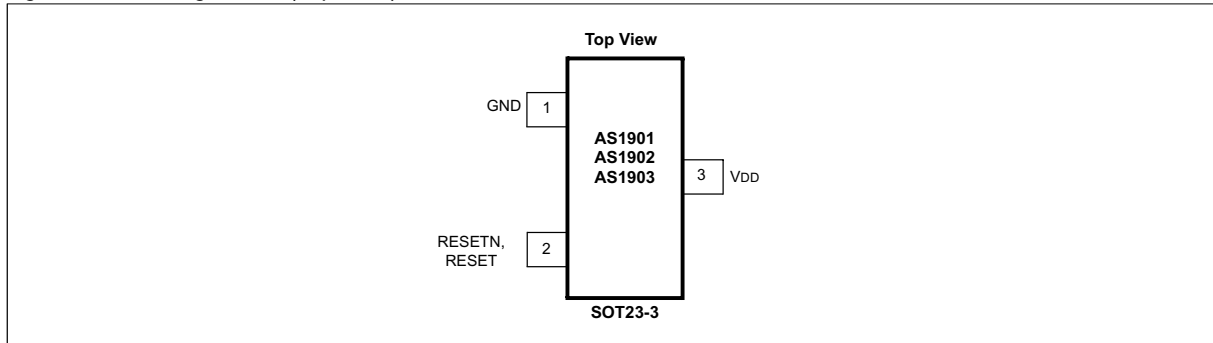 Top View
GND 1
AS1901
AS1902
AS1903
3 VDD
RESETN,
RESET
2
SOT23-3